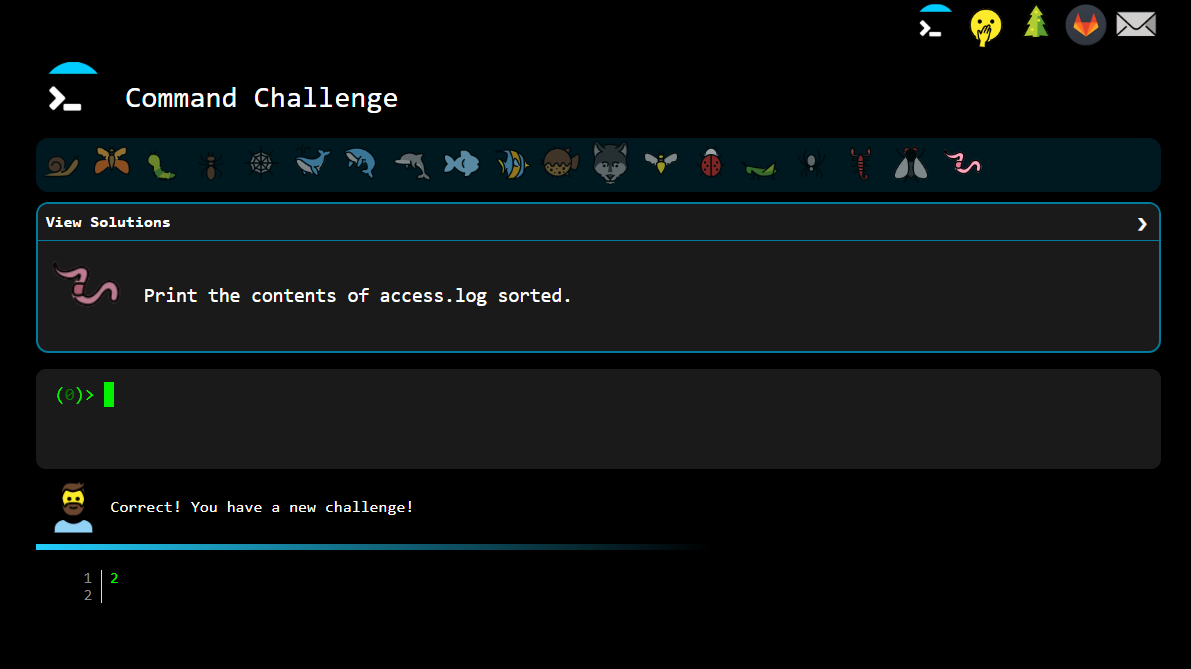 Command Challenge
View Solutions
Print the contents of access.log sorted.
(0)>
Correct! You have a new challenge!
1 2
2